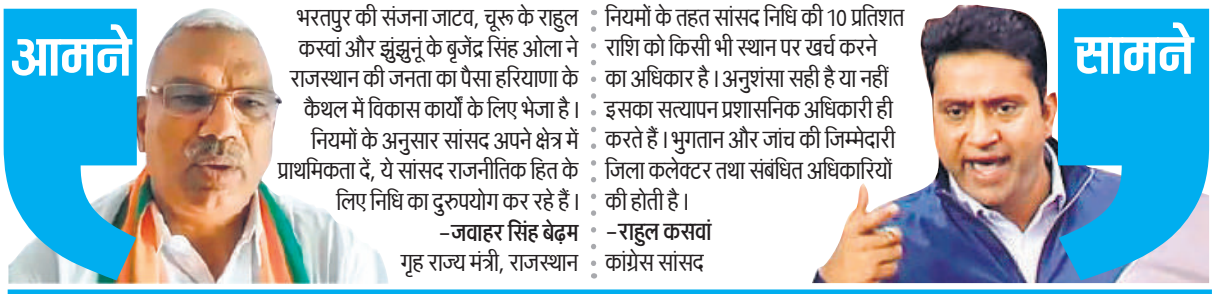 आमने
भरतपुर की संजना जाटव, चूरू के राहुल
कस्वां और झुंझुनूं के बृजेंद्र सिंह ओला ने
राजस्थान की जनता का पैसा हरियाणा के
कैथल में विकास कार्यों के लिए भेजा है।
नियमों के अनुसार सांसद अपने क्षेत्र में
प्राथमिकता दें, ये सांसद राजनीतिक हित के
लिए निधि का दुरुपयोग कर रहे हैं।
-जवाहर सिंह बेढ़म
गृह राज्य मंत्री, राजस्थान
नियमों के तहत सांसद निधि की 10 प्रतिशत
राशि को किसी भी स्थान पर खर्च करने
का अधिकार है। अनुशंसा सही है या नहीं
इसका सत्यापन प्रशासनिक अधिकारी ही
करते हैं। भुगतान और जांच की जिम्मेदारी
जिला कलेक्टर तथा संबंधित अधिकारियों
की होती है।
-राहुल कसवां
कांग्रेस सांसद
सामने